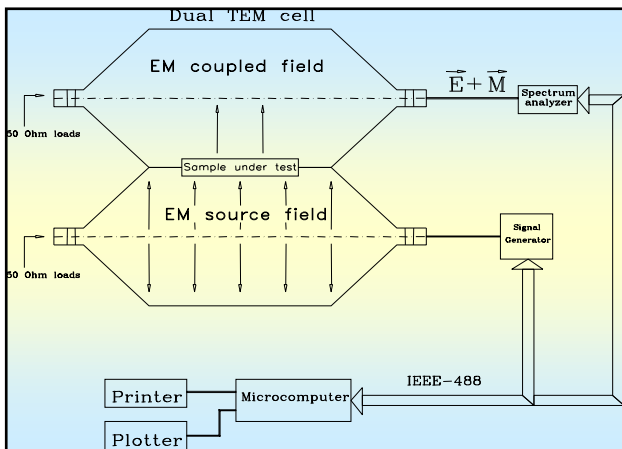 Dual TEM cell
EM coupled field
E + M
Spectrum
analyzer
50 Ohm loads
Sample under test
EM source field
Signal
Generator
50 Ohm loads
IEEE-488
Printer
Microcomputer
Plotter